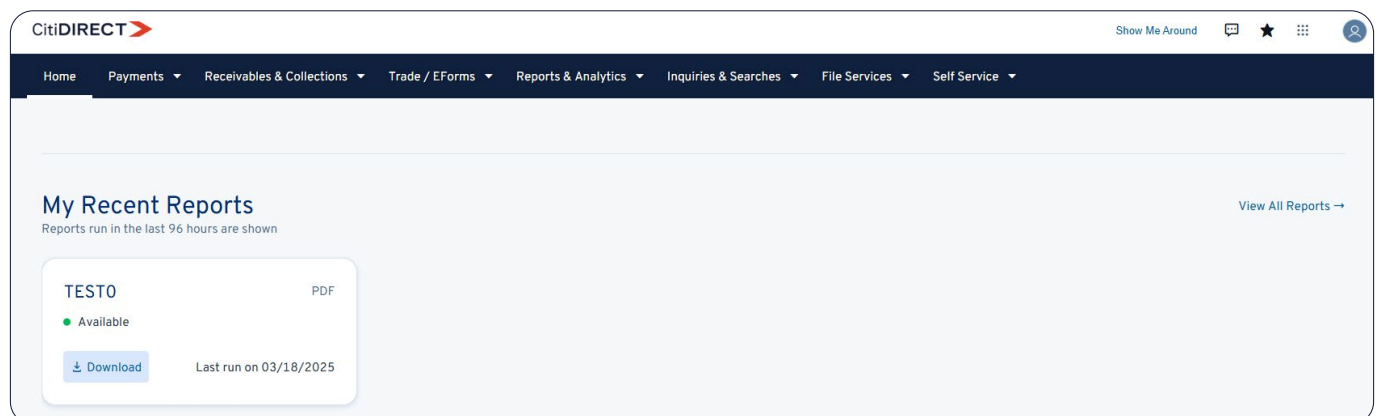 CitiDIRECT
Show Me Around
Home Payments Receivables & Collections Trade / EForms Reports & Analytics Inquiries & Searches File Services Self Service
My Recent Reports
View All Reports →
Reports run in the last 96 hours are shown
TEST0 PDF
Available
Download Last run on 03/18/2025